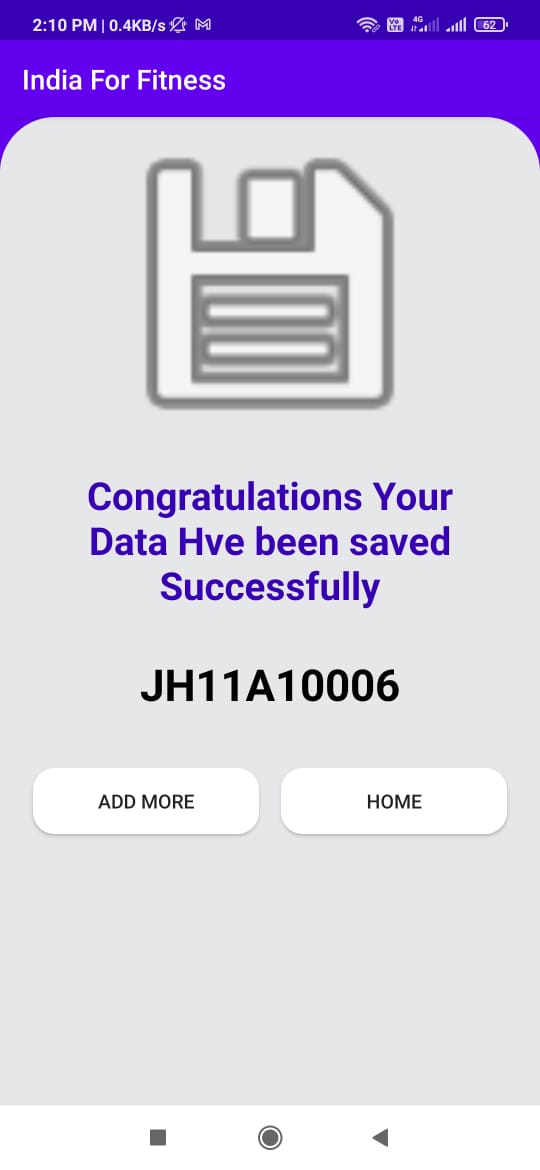 2:10 PM | 0.4KB/s
Vo LTE
4G
62
India For Fitness
Congratulations Your
Data Hve been saved
Successfully
JH11A10006
ADD MORE
HOME